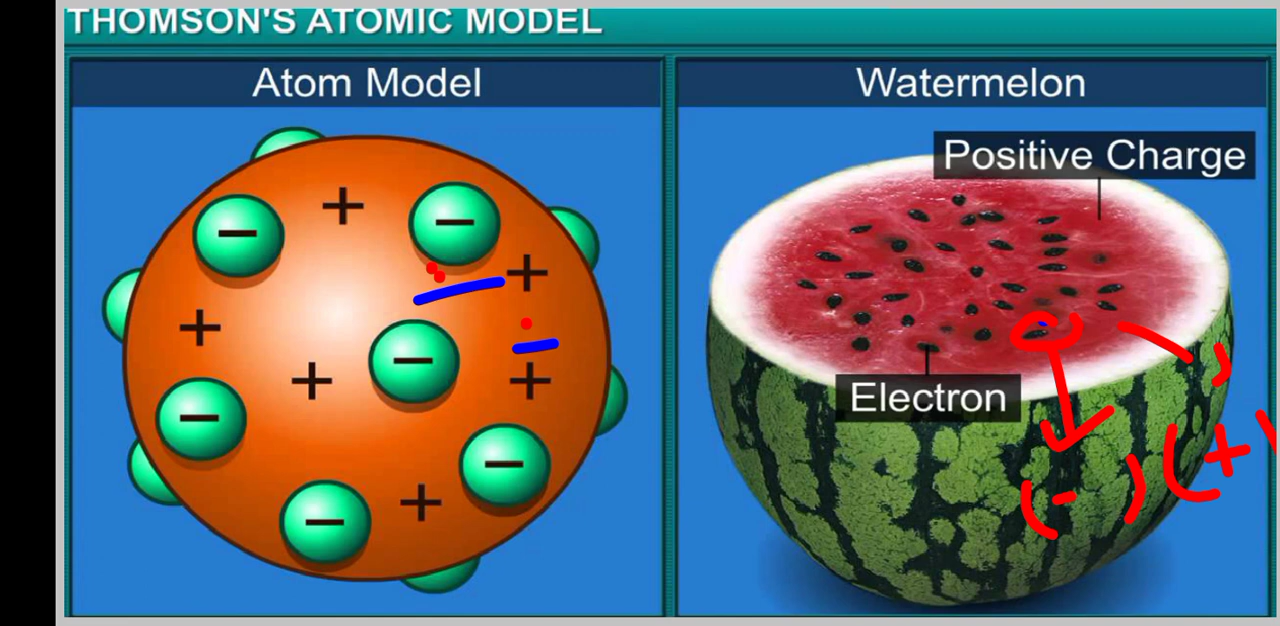 THOMSON'S ATOMIC MODEL
Atom Model
Watermelon
Positive Charge
Electron
(-)
(+)